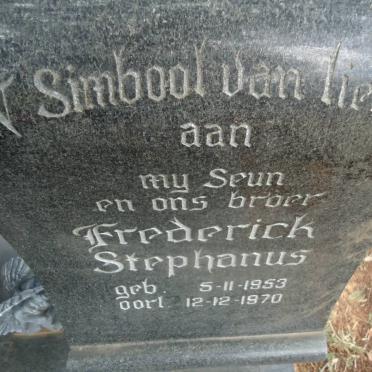 'n Simbool van lie
aan
my Seun
en ons broer
Frederick
Stephanus
geb. 5-11-1953
oorl 12-12-1970